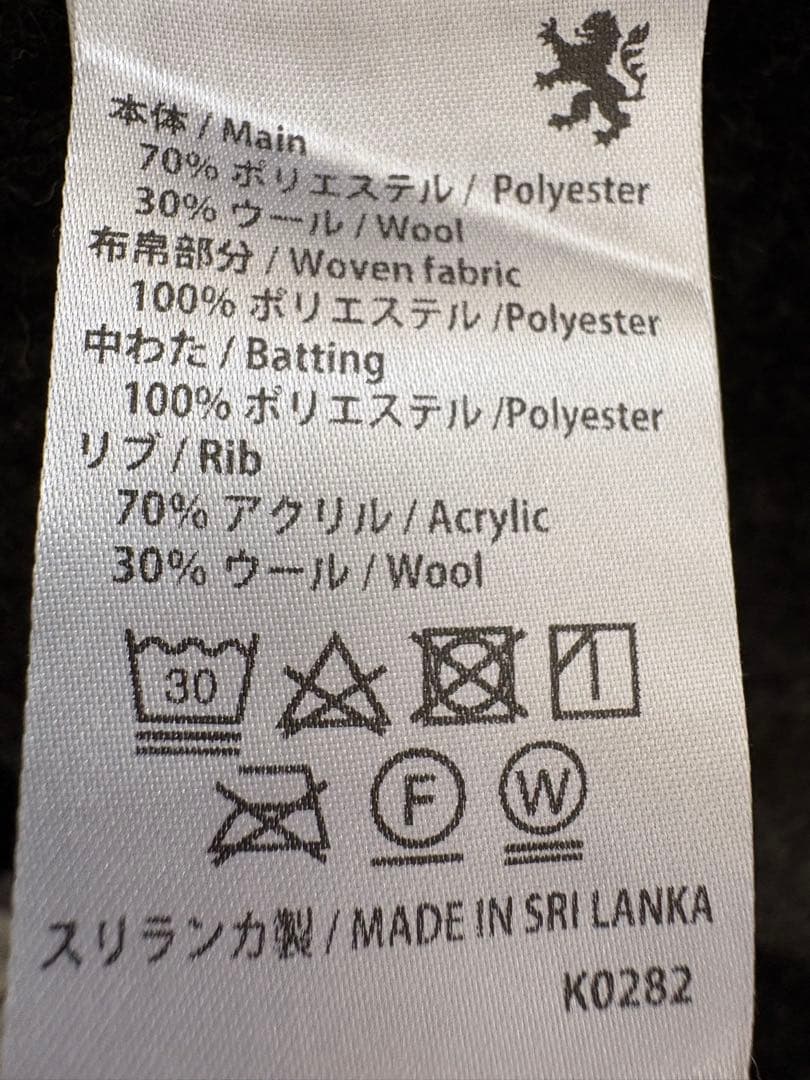 本体 / Main
70% ポリエステル / Polyester
30% ウール / Wool
布帛部分 / Woven fabric
100% ポリエステル /Polyester
中わた / Batting
100% ポリエステル /Polyester
リブ / Rib
70% アクリル / Acrylic
30% ウール / Wool
30
F W
スリランカ製 / MADE IN SRI LANKA
K0282